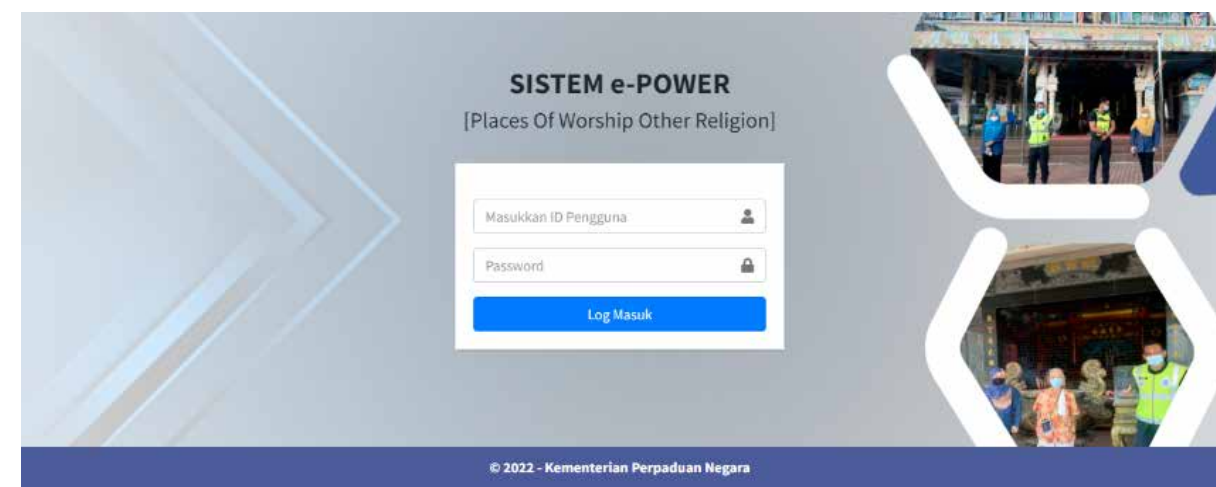 SISTEM e-POWER
[Places Of Worship Other Religion]
Masukkan ID Pengguna
Password
Log Masuk
© 2022 - Kementerian Perpaduan Negara